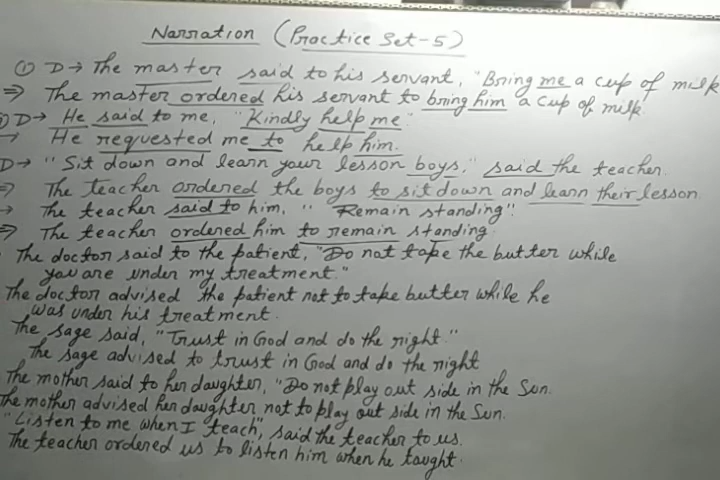 Narration (Practice Set-5)
① D→ The master said to his servant, "Bring me a cup of milk
⇒ The master ordered his servant to bring him a cup of milk.
D→ He said to me, "Kindly help me"
→ He requested me to help him.
D→ "Sit down and learn your lesson boys," said the teacher.
⇒ The teacher ordered the boys to sit down and learn their lesson
→ The teacher said to him, "Remain standing".
⇒ The teacher ordered him to remain standing.
The doctor said to the patient, "Do not take the butter while
you are under my treatment."
The doctor advised the patient not to take butter while he
was under his treatment.
The sage said, "Trust in God and do the right."
The sage advised to trust in God and do the right
The mother said to her daughter, "Do not play out side in the Sun.
The mother advised her daughter not to play out side in the Sun.
"Listen to me when I teach", said the teacher to us.
The teacher ordered us to listen him when he taught.